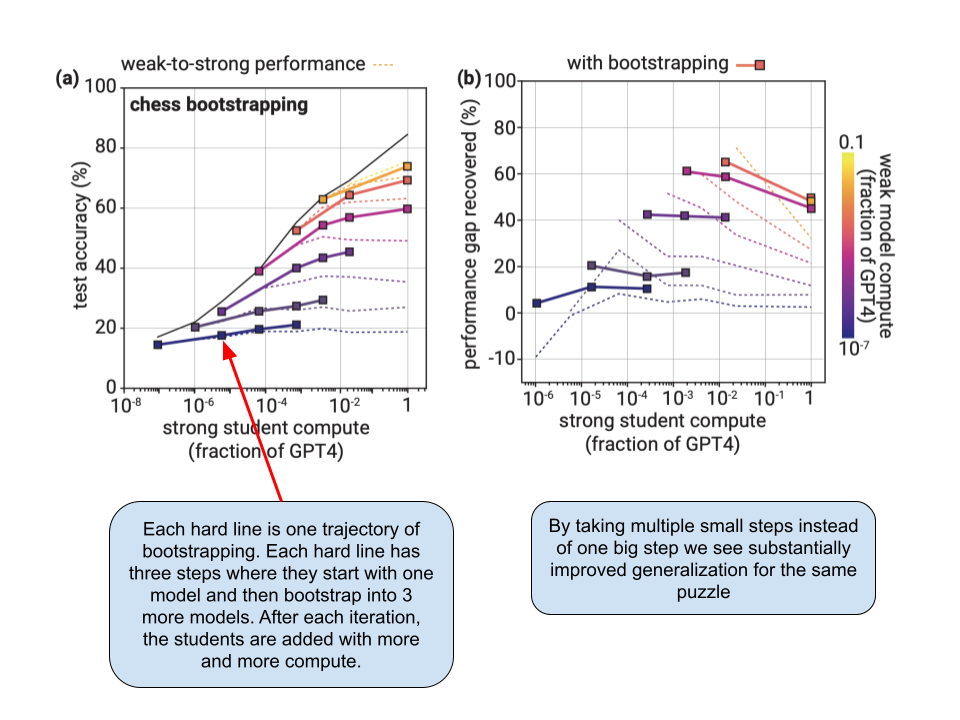 weak-to-strong performance
with bootstrapping
(a)
chess bootstrapping
test accuracy (%)
100
80
60
40
20
0
10-8
10-6
10-4
10-2
1
strong student compute
(fraction of GPT4)
(b)
performance gap recovered (%)
100
80
60
40
20
0
-10
10-6
10-5
10-4
10-3
10-2
10-1
1
strong student compute
(fraction of GPT4)
0.1
10-7
weak model compute
(fraction of GPT4)
Each hard line is one trajectory of
bootstrapping. Each hard line has
three steps where they start with one
model and then bootstrap into 3
more models. After each iteration,
the students are added with more
and more compute.
By taking multiple small steps instead
of one big step we see substantially
improved generalization for the same
puzzle